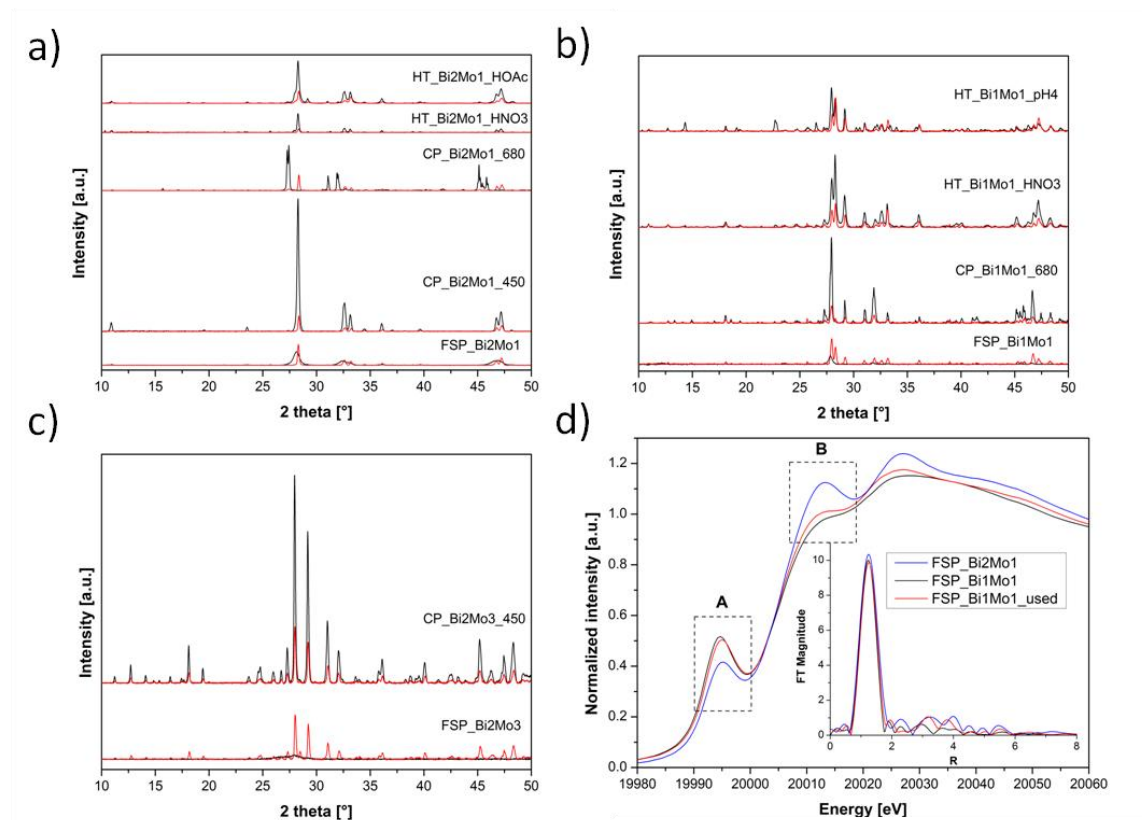 a)
HT_Bi2Mo1_HOAc
HT_Bi2Mo1_HNO3
CP_Bi2Mo1_680
CP_Bi2Mo1_450
FSP_Bi2Mo1
Intensity [a.u.]
10 15 20 25 30 35 40 45 50
2 theta [°]
b)
HT_Bi1Mo1_pH4
HT_Bi1Mo1_HNO3
CP_Bi1Mo1_680
FSP_Bi1Mo1
Intensity [a.u.]
10 15 20 25 30 35 40 45 50
2 theta [°]
c)
CP_Bi2Mo3_450
FSP_Bi2Mo3
Intensity [a.u.]
10 15 20 25 30 35 40 45 50
2 theta [°]
d)
B
A
Normalized intensity [a.u.]
1.2
1.0
0.8
0.6
0.4
0.2
0.0
FSP_Bi2Mo1
FSP_Bi1Mo1
FSP_Bi1Mo1_used
FT Magnitude
10
8
6
4
2
0
0 2 4 6 8
R
19980 19990 20000 20010 20020 20030 20040 20050 20060
Energy [eV]